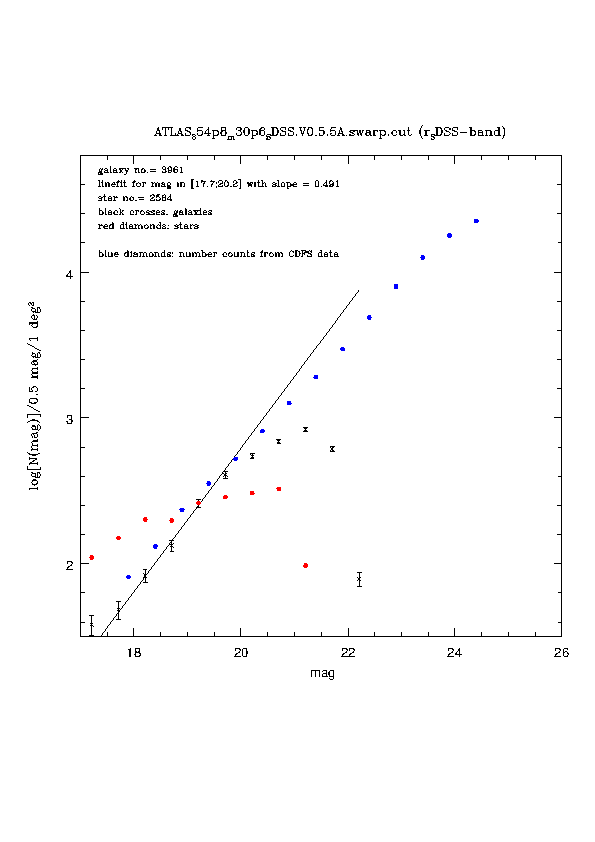 ATLAS_s54p8_m30p6_sDSS.V0.5.5A.swarp.cut (r_sDSS-band)
galaxy no.= 3961
linefit for mag in [17.7;20.2] with slope = 0.491
star no.= 2584
black crosses: galaxies
red diamonds: stars
blue diamonds: number counts from CDFS data
log[N(mag)]/0.5 mag/1 deg²
4
3
2
18 20 22 24 26
mag